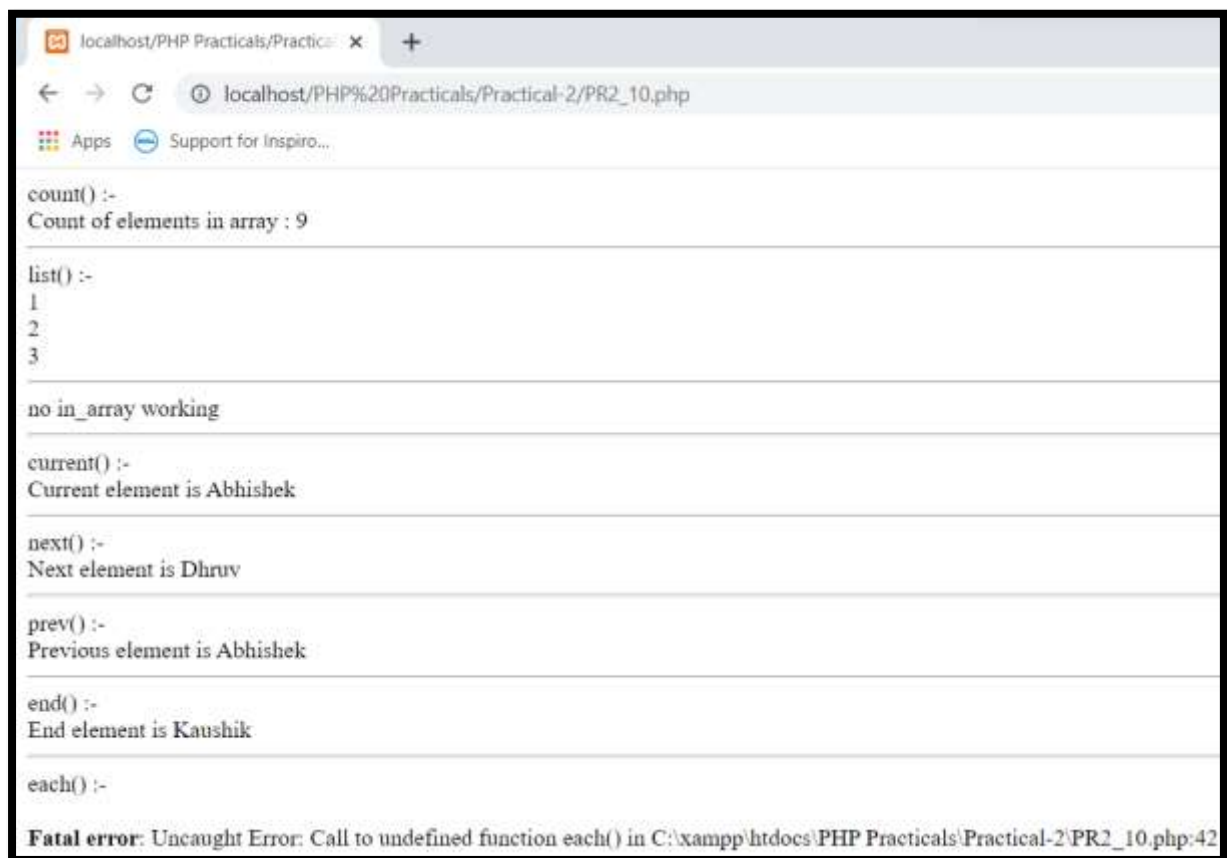 localhost/PHP Practicals/Practica
localhost/PHP%20Practicals/Practical-2/PR2_10.php
Apps Support for Inspiro...
count() :-
Count of elements in array : 9
list() :-
1
2
3
no in_array working
current() :-
Current element is Abhishek
next() :-
Next element is Dhruv
prev() :-
Previous element is Abhishek
end() :-
End element is Kaushik
each() :-
Fatal error: Uncaught Error: Call to undefined function each() in C:\xampp\htdocs\PHP Practicals\Practical-2\PR2_10.php:42